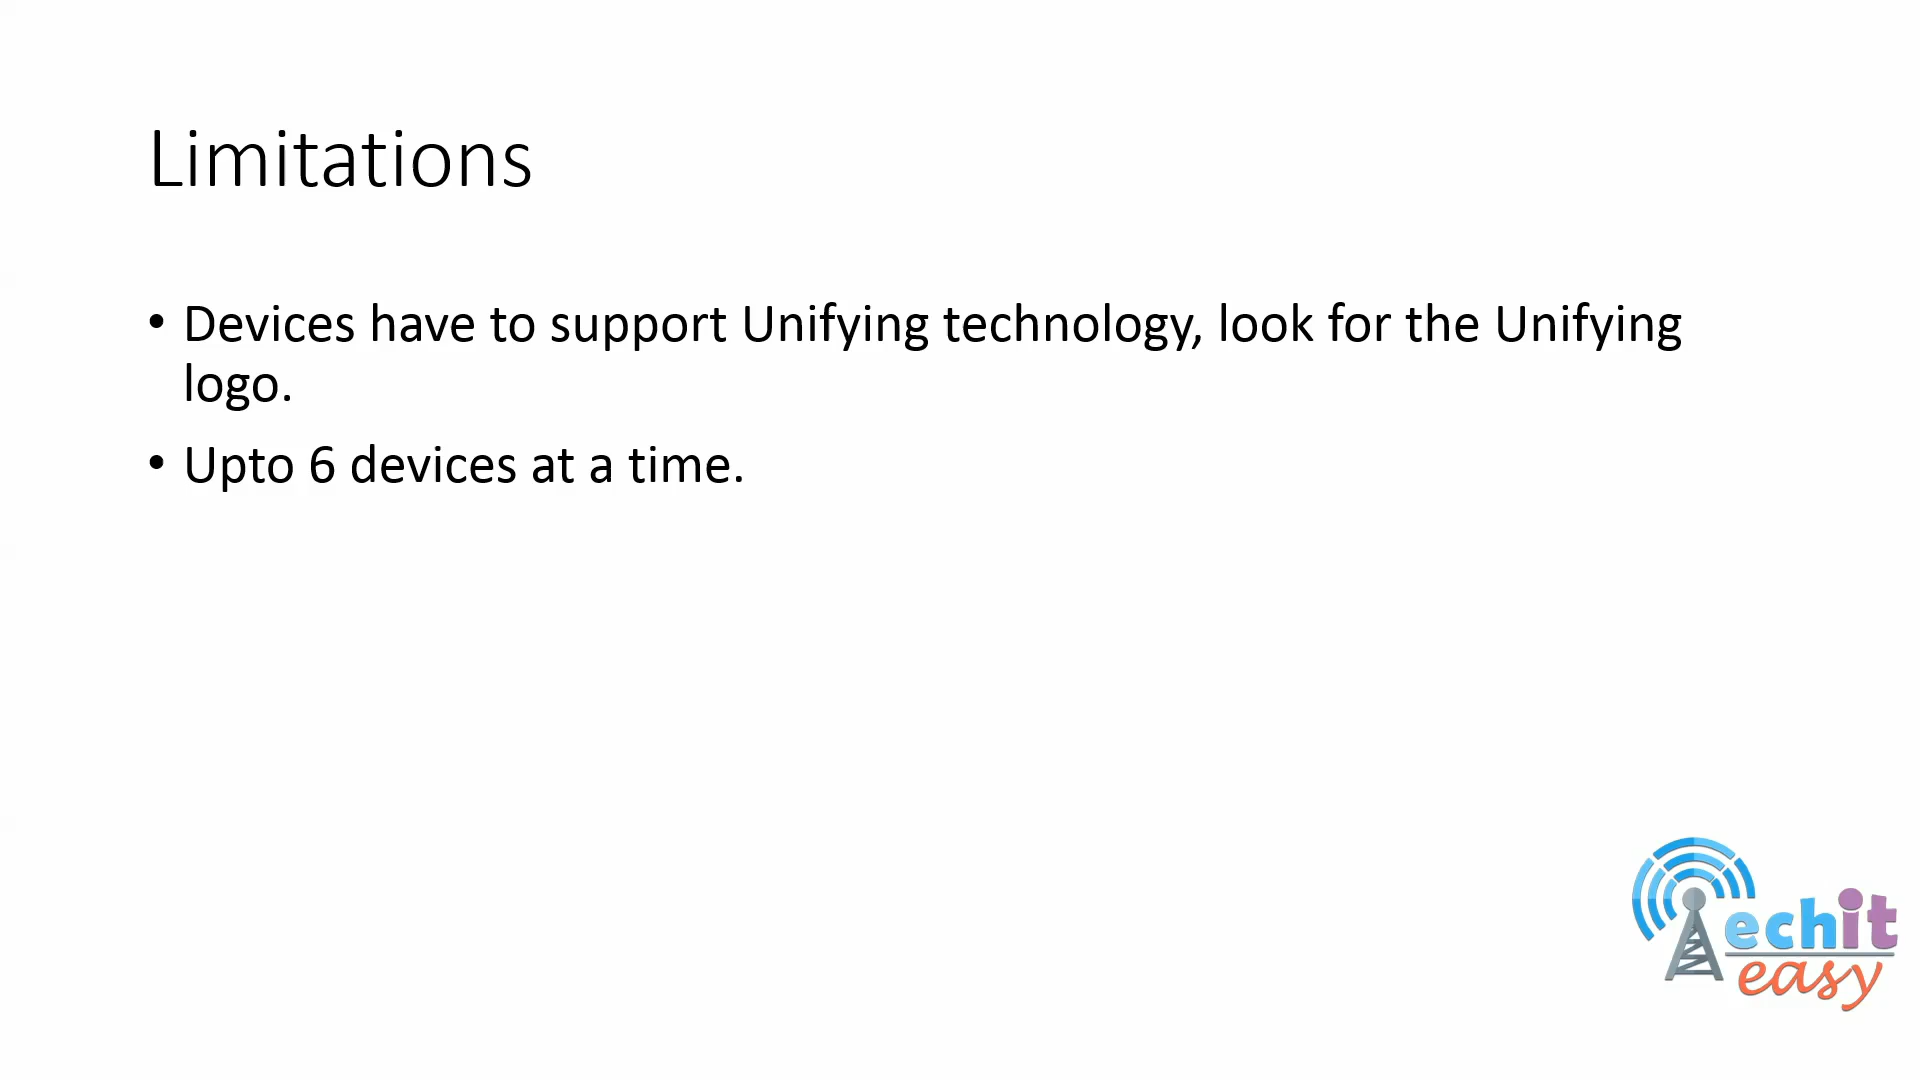 Limitations
• Devices have to support Unifying technology, look for the Unifying
logo.
• Upto 6 devices at a time.
echit
easy